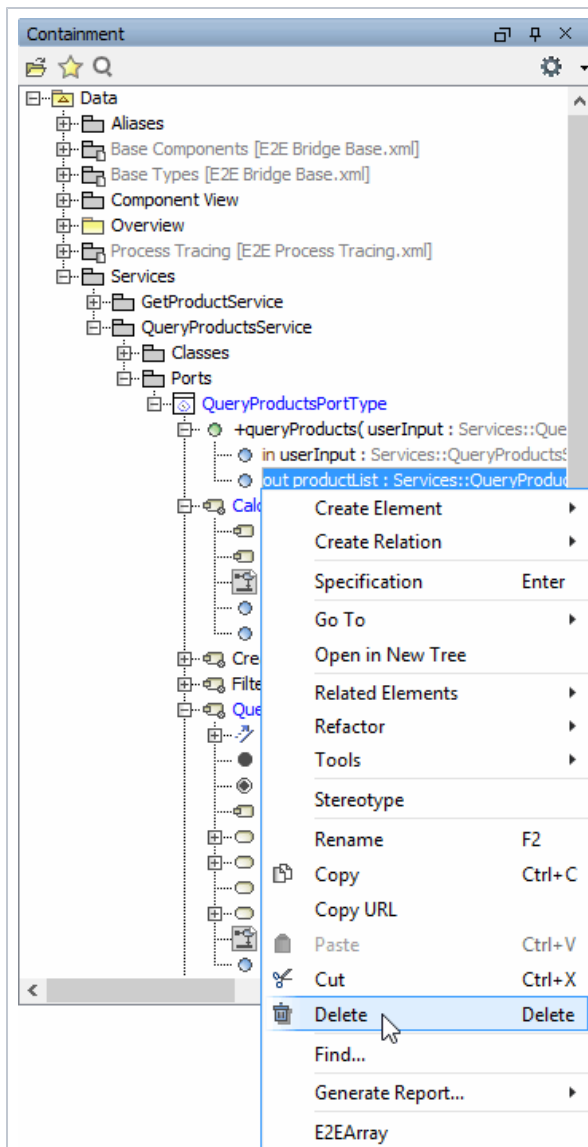 Containment
Data
Aliases
Base Components [E2E Bridge Base.xml]
Base Types [E2E Bridge Base.xml]
Component View
Overview
Process Tracing [E2E Process Tracing.xml]
Services
GetProductService
QueryProductsService
Classes
Ports
QueryProductsPortType
+queryProducts( userInput : Services::Que
in userInput : Services::QueryProducts
out productList : Services::QueryProduc
Calc
Cre
Filte
Que
Create Element
Create Relation
Specification Enter
Go To
Open in New Tree
Related Elements
Refactor
Tools
Stereotype
Rename F2
Copy Ctrl+C
Copy URL
Paste Ctrl+V
Cut Ctrl+X
Delete Delete
Find...
Generate Report...
E2EArray